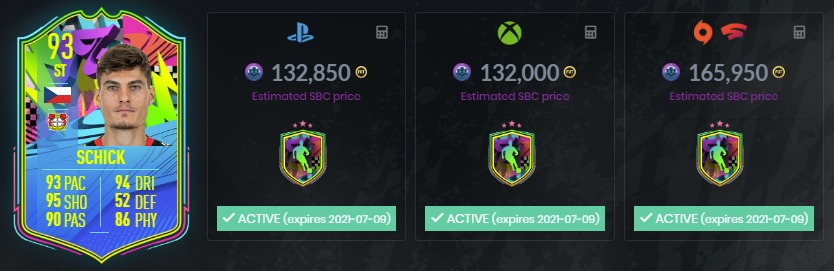 93
ST
SCHICK
93 PAC 94 DRI
95 SHO 52 DEF
90 PAS 86 PHY
132,850
Estimated SBC price
ACTIVE (expires 2021-07-09)
132,000
Estimated SBC price
ACTIVE (expires 2021-07-09)
165,950
Estimated SBC price
ACTIVE (expires 2021-07-09)